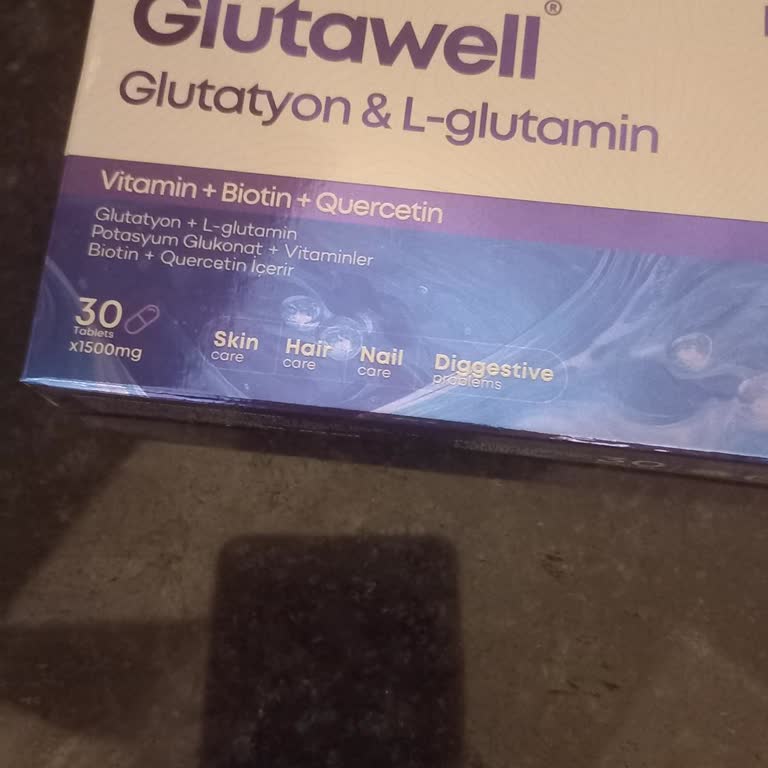 Glutawell®
Glutatyon & L-glutamin
Vitamin + Biotin + Quercetin
Glutatyon + L-glutamin
Potasyum Glukonat + Vitaminler
Biotin + Quercetin İçerir
30
Tablets
x1500mg
Skin
care
Hair
care
Nail
care
Diggestive
problems